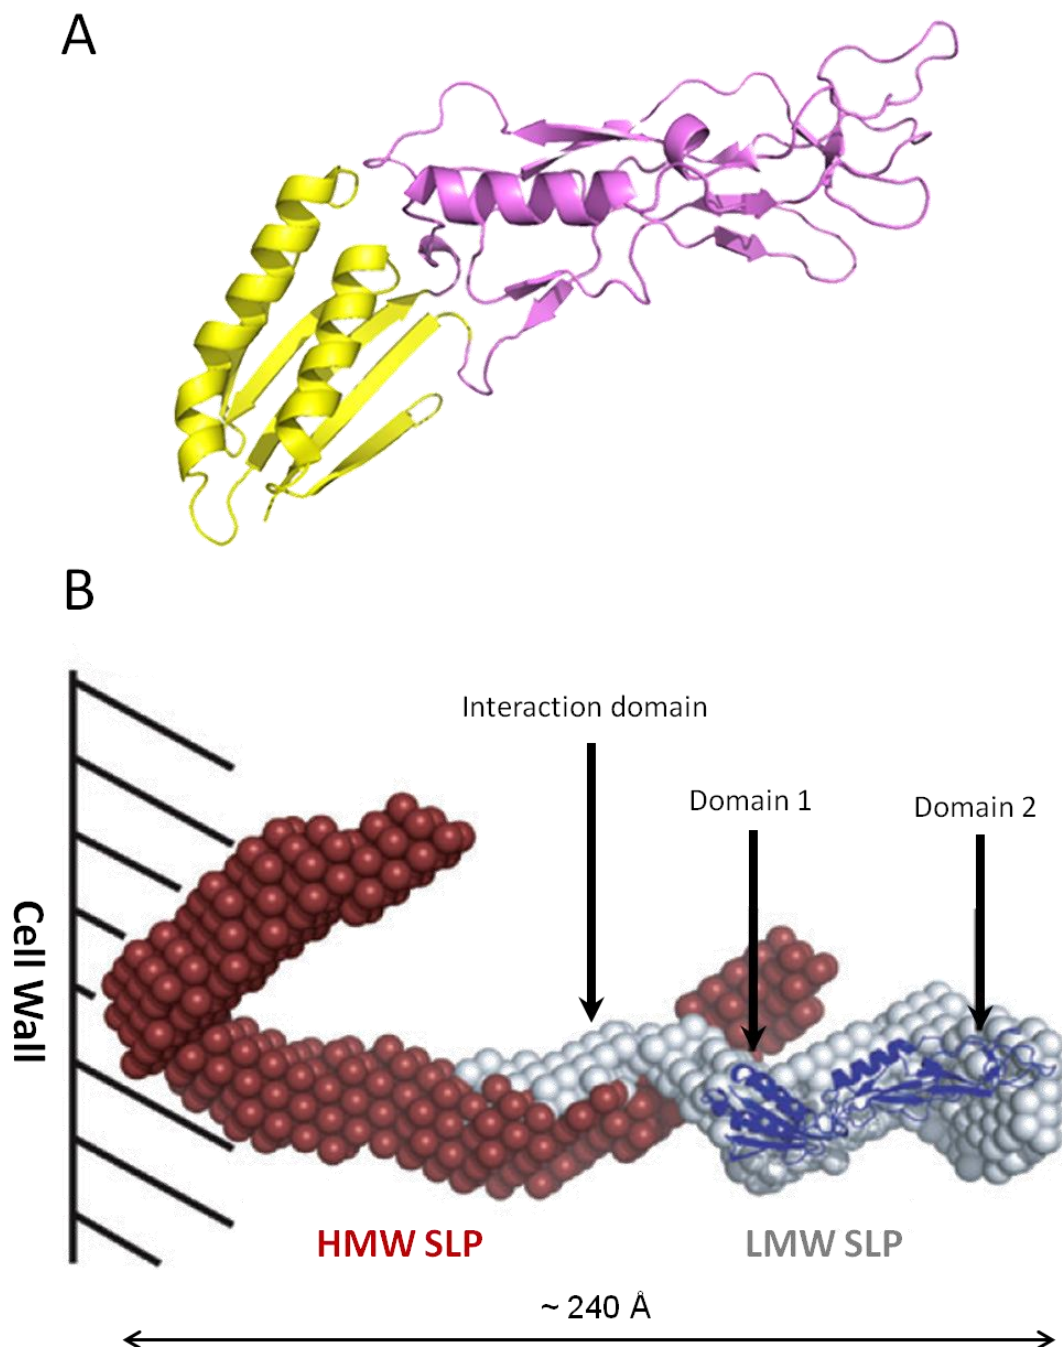 A
B
Interaction domain
Domain 1
Domain 2
Cell Wall
HMW SLP
LMW SLP
~ 240 Å